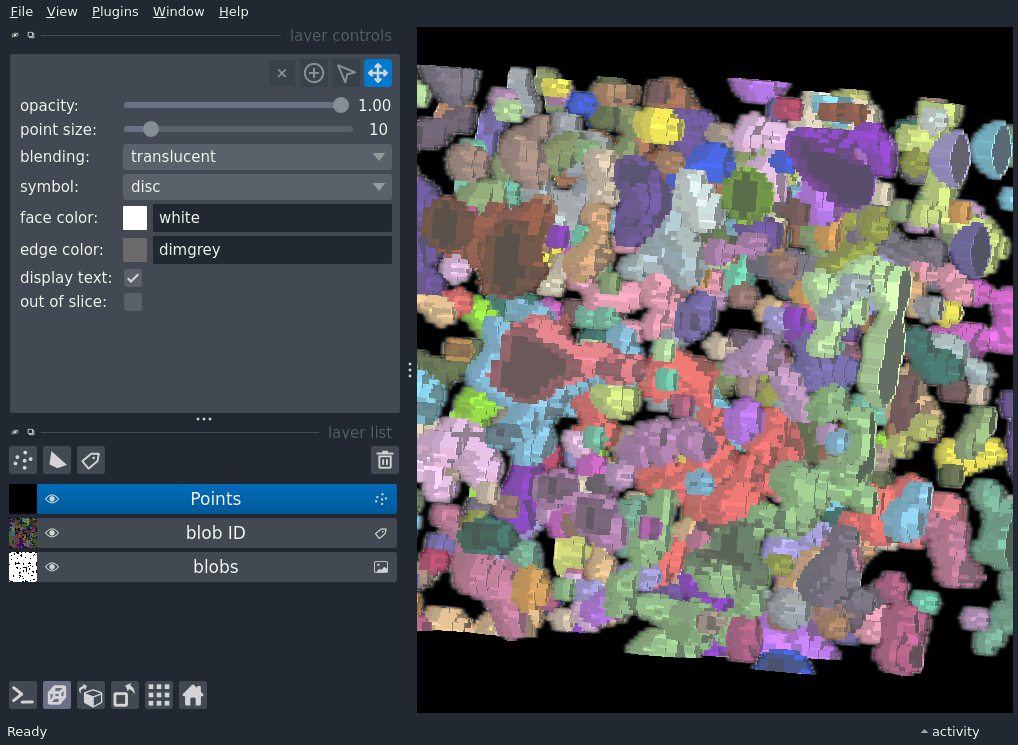 File View Plugins Window Help
layer controls
opacity: 1.00
point size: 10
blending: translucent
symbol: disc
face color: white
edge color: dimgrey
display text:
out of slice:
layer list
Points
blob ID
blobs
Ready
activity